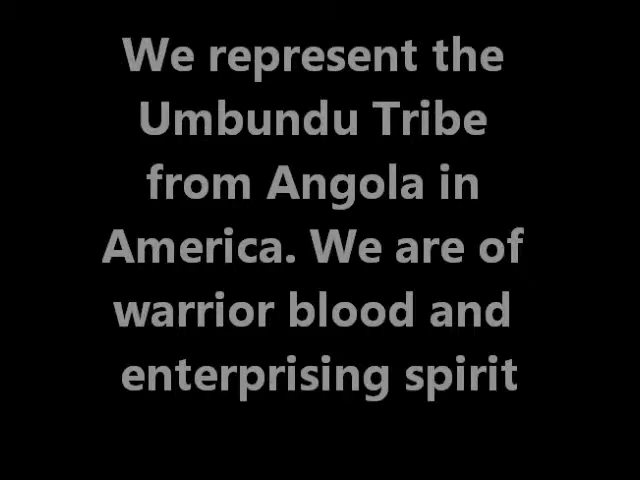 We represent the
Umbundu Tribe
from Angola in
America. We are of
warrior blood and
enterprising spirit